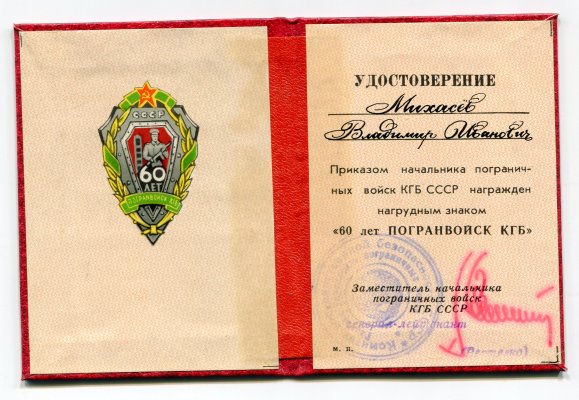 СССР
60
ЛЕТ
ПОГРАНВОЙСК КГБ
УДОСТОВЕРЕНИЕ
Михасёв
Владимир Иванович
Приказом начальника погранич-
ных войск КГБ СССР награжден
нагрудным знаком
«60 лет ПОГРАНВОЙСК КГБ»
Заместитель начальника
пограничных войск
КГБ СССР
генерал-лейтенант
м. п.